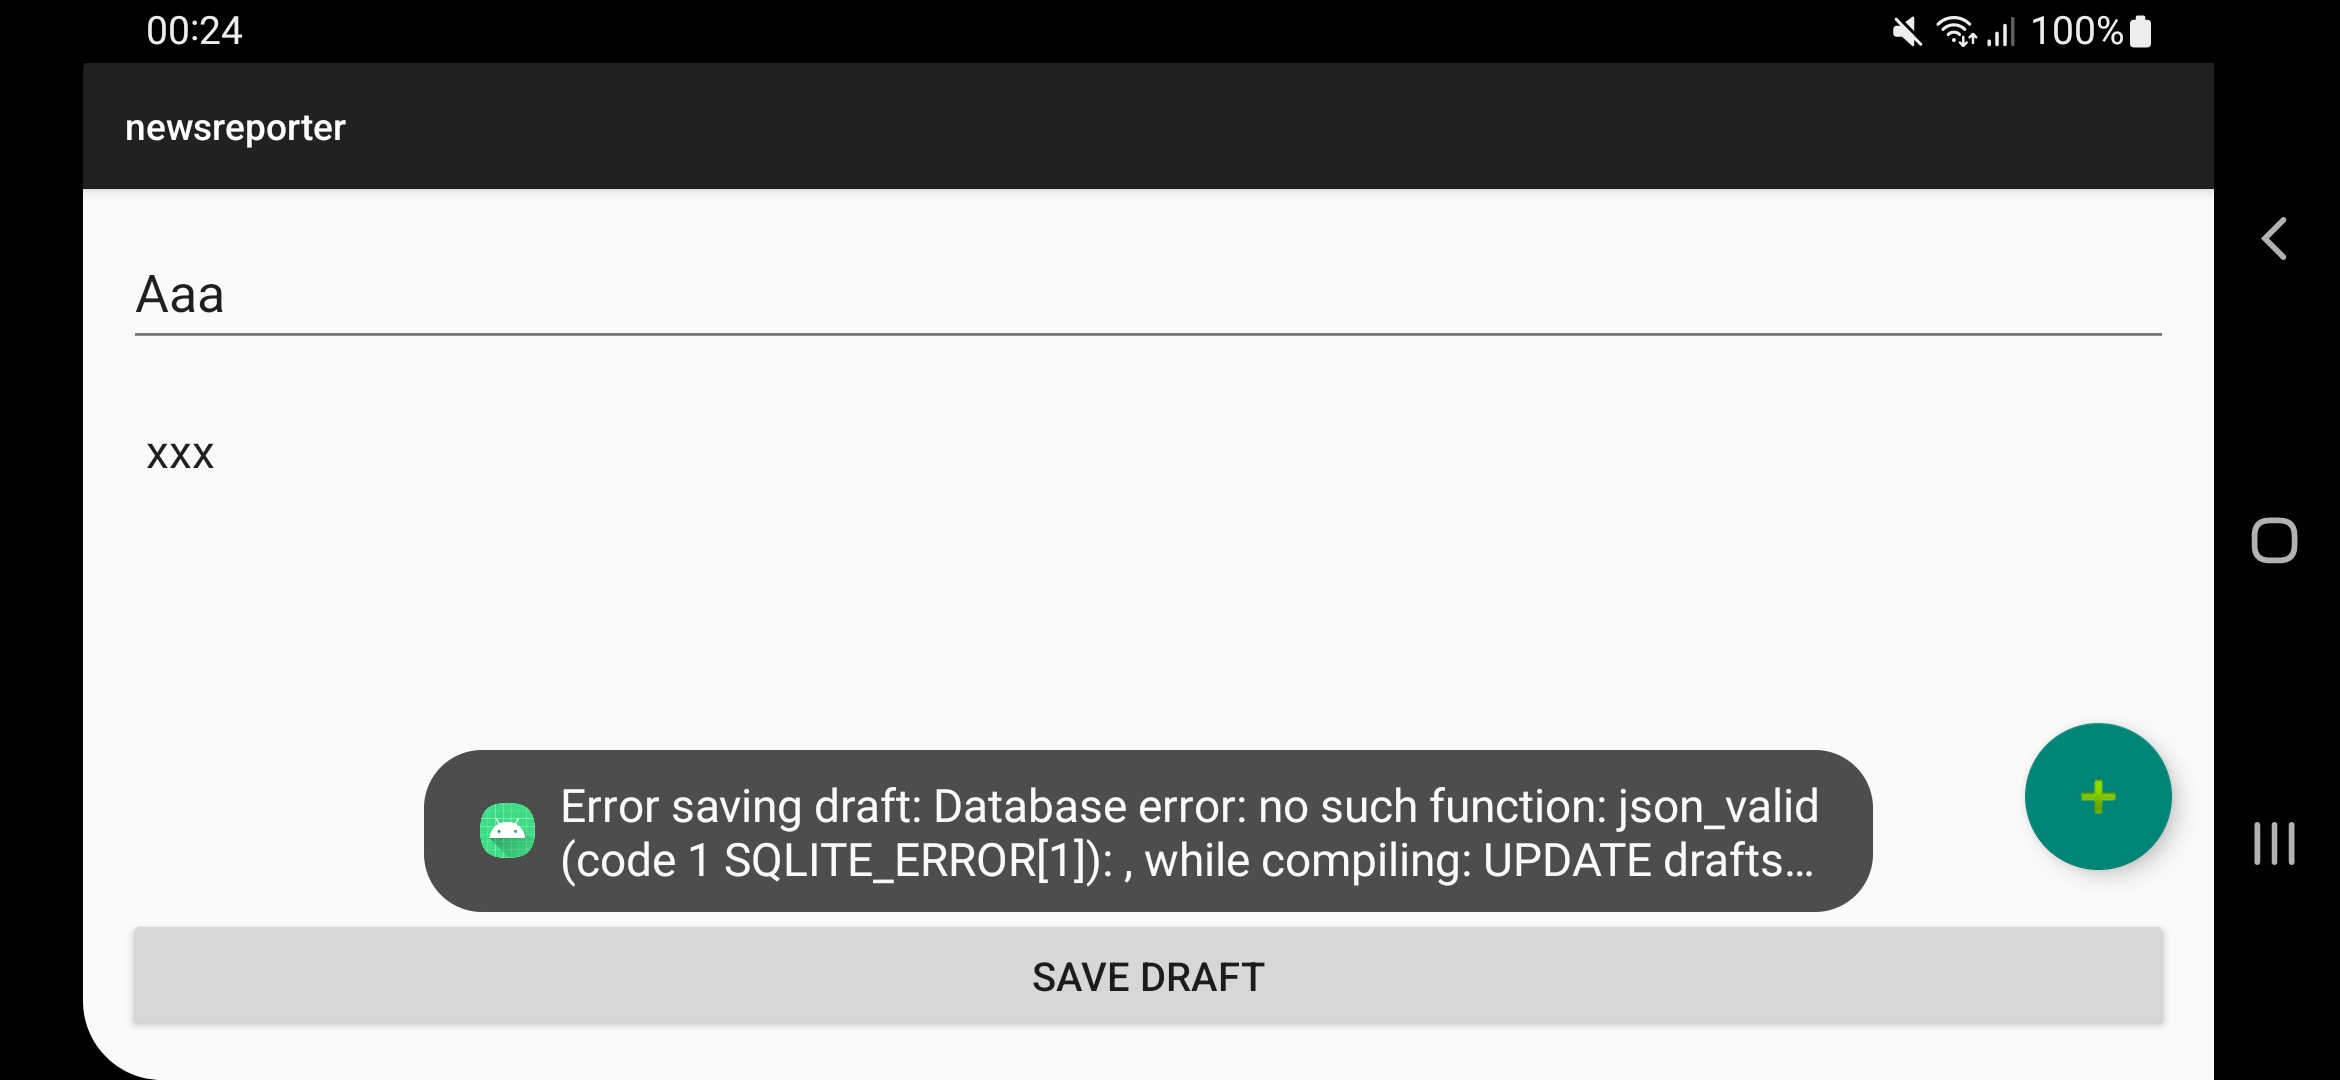 00:24
100%
newsreporter
Aaa
xxx
Error saving draft: Database error: no such function: json_valid
(code 1 SQLITE_ERROR[1]): , while compiling: UPDATE drafts...
SAVE DRAFT